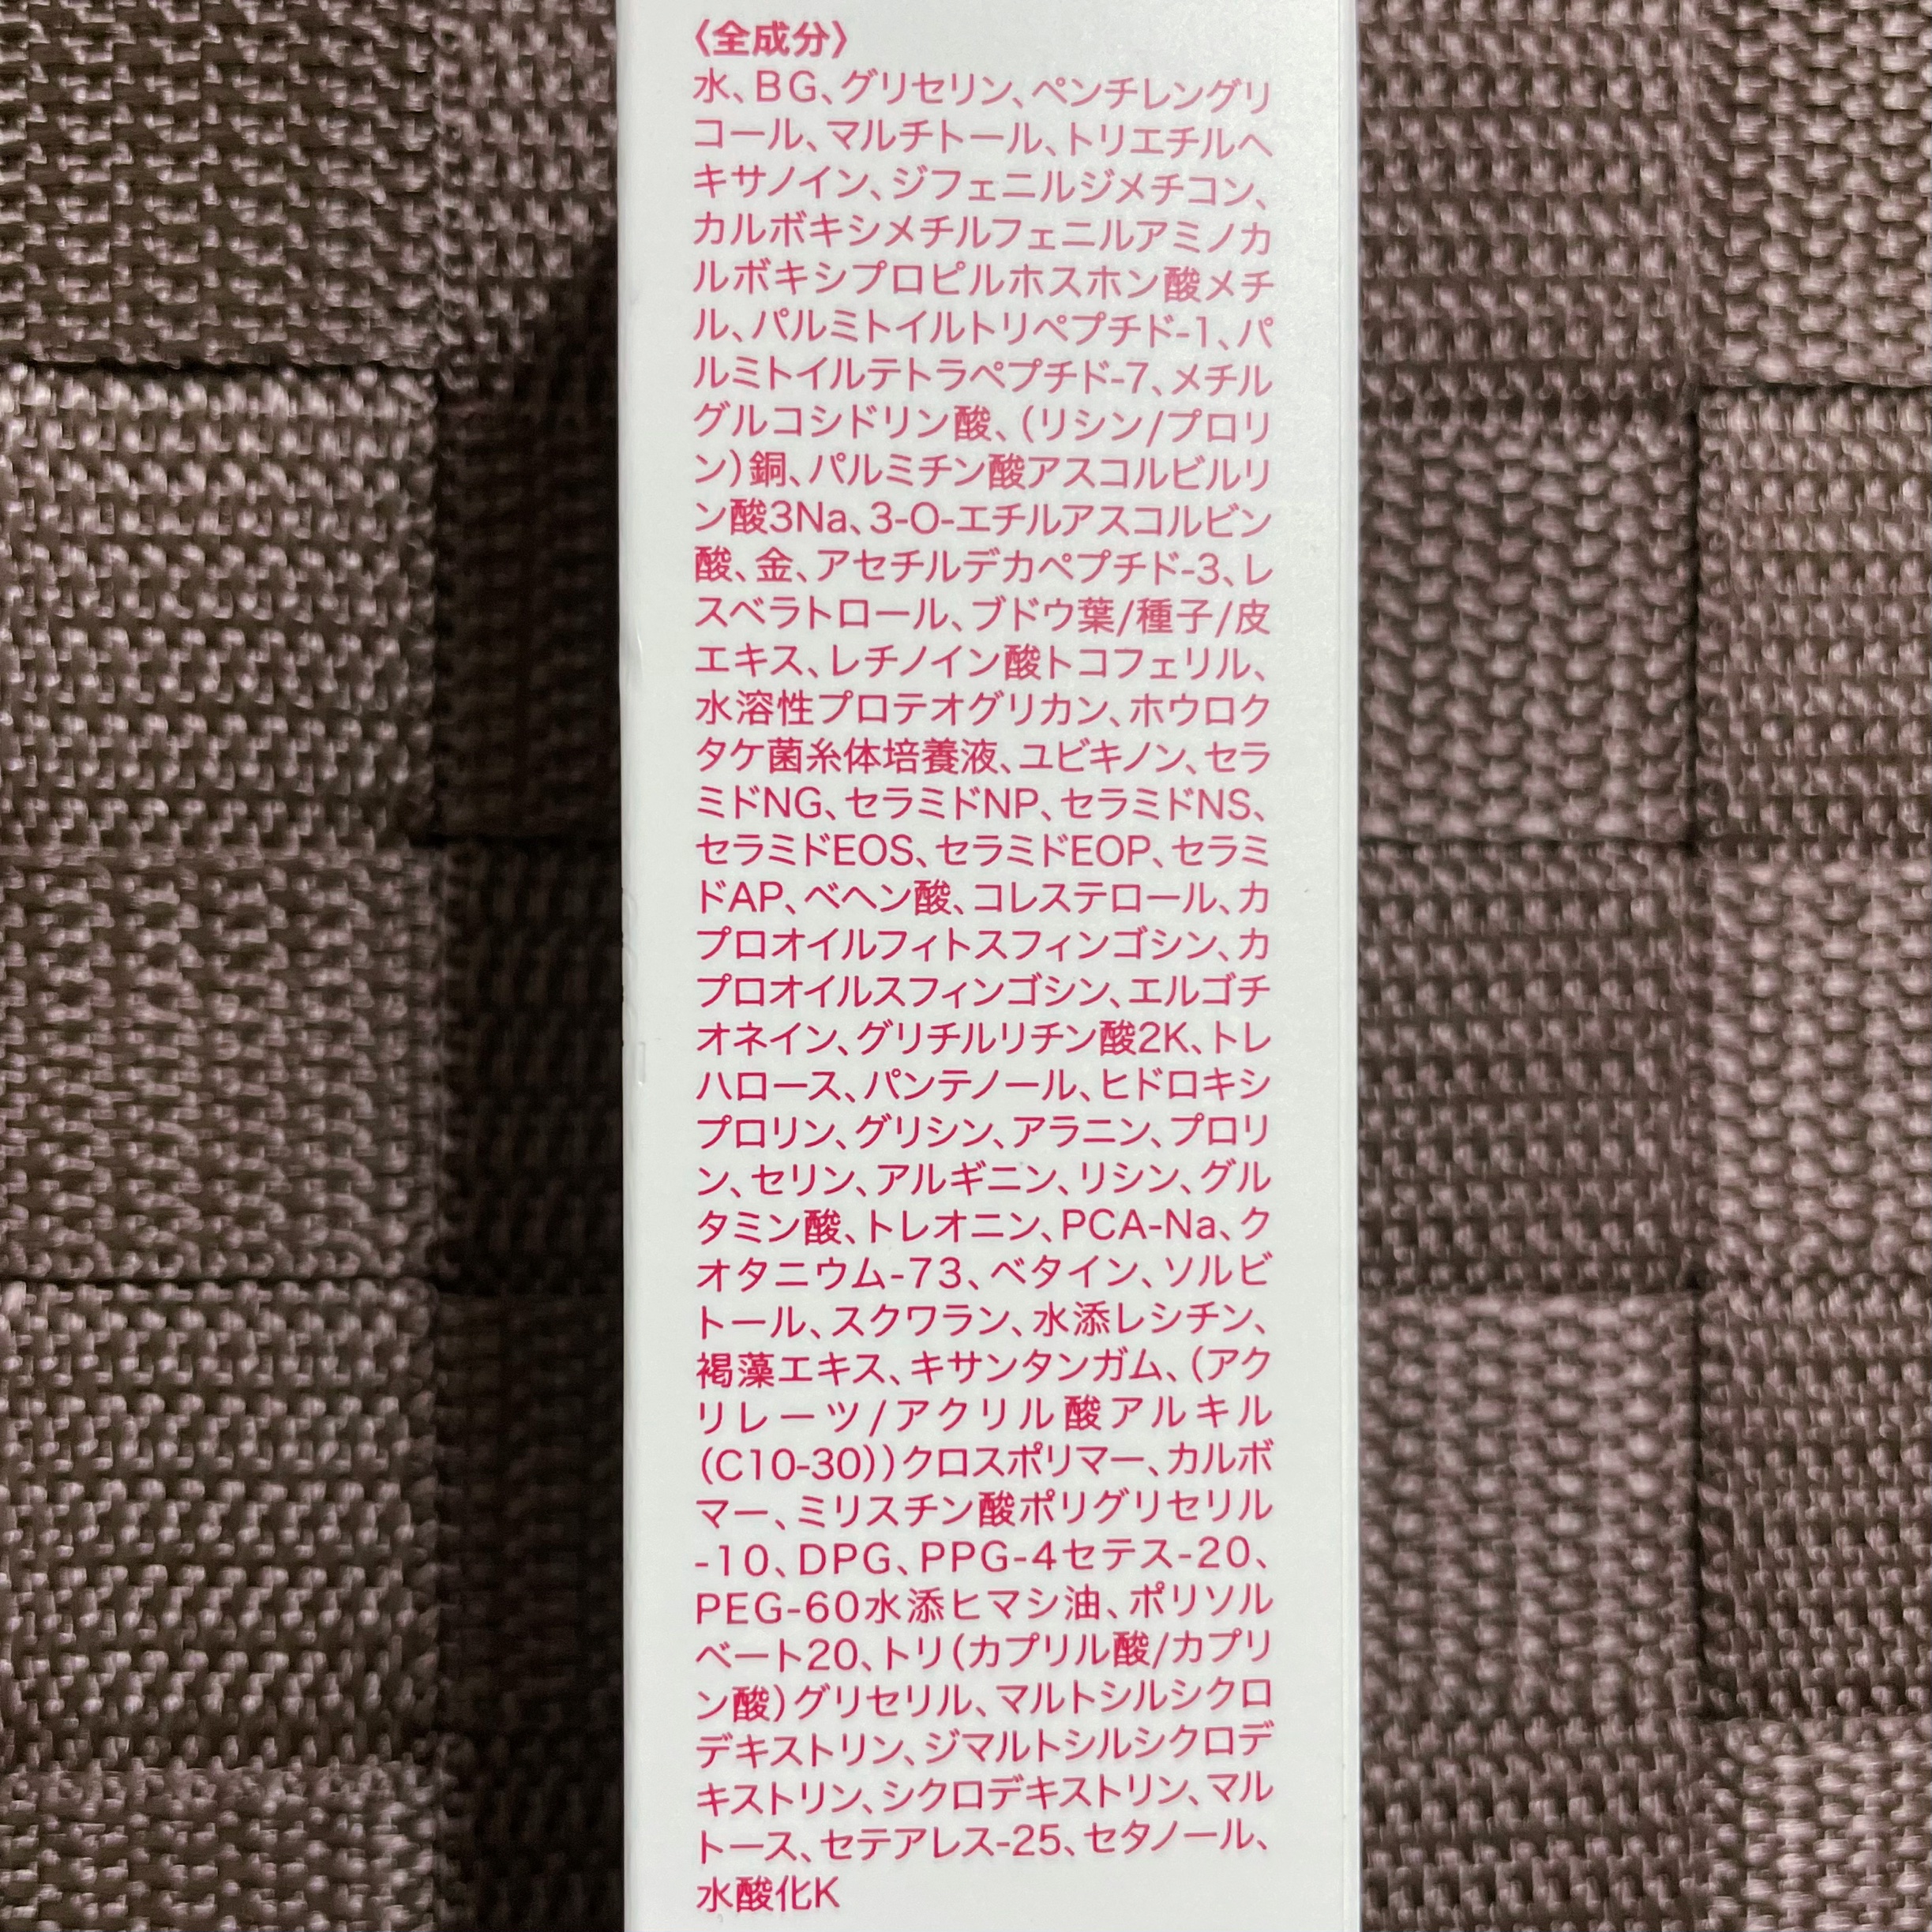 〈全成分〉
水、BG、グリセリン、ペンチレングリ
コール、マルチトール、トリエチルヘ
キサノイン、ジフェニルジメチコン、
カルボキシメチルフェニルアミノカ
ルボキシプロピルホスホン酸メチ
ル、パルミトイルトリペプチド-1、パ
ルミトイルテトラペプチド-7、メチル
グルコシドリン酸、(リシン/プロリ
ン)銅、パルミチン酸アスコルビルリ
ン酸3Na、3-O-エチルアスコルビン
酸、金、アセチルデカペプチド-3、レ
スベラトロール、ブドウ葉/種子/皮
エキス、レチノイン酸トコフェリル、
水溶性プロテオグリカン、ホウロク
タケ菌糸体培養液、ユビキノン、セラ
ミドNG、セラミドNP、セラミドNS、
セラミドEOS、セラミドEOP、セラミ
ドAP、ベヘン酸、コレステロール、カ
プロオイルフィトスフィンゴシン、カ
プロオイルスフィンゴシン、エルゴチ
オネイン、グリチルリチン酸2K、トレ
ハロース、パンテノール、ヒドロキシ
プロリン、グリシン、アラニン、プロリ
ン、セリン、アルギニン、リシン、グル
タミン酸、トレオニン、PCA-Na、ク
オタニウム-73、ベタイン、ソルビ
トール、スクワラン、水添レシチン、
褐藻エキス、キサンタンガム、(アク
リレーツ/アクリル酸アルキル
(C10-30))クロスポリマー、カルボ
マー、ミリスチン酸ポリグリセリル
-10、DPG、PPG-4セテス-20、
PEG-60水添ヒマシ油、ポリソル
ベート20、トリ(カプリル酸/カプリ
ン酸)グリセリル、マルトシルシクロ
デキストリン、ジマルトシルシクロデ
キストリン、シクロデキストリン、マル
トース、セテアレス-25、セタノール、
水酸化K